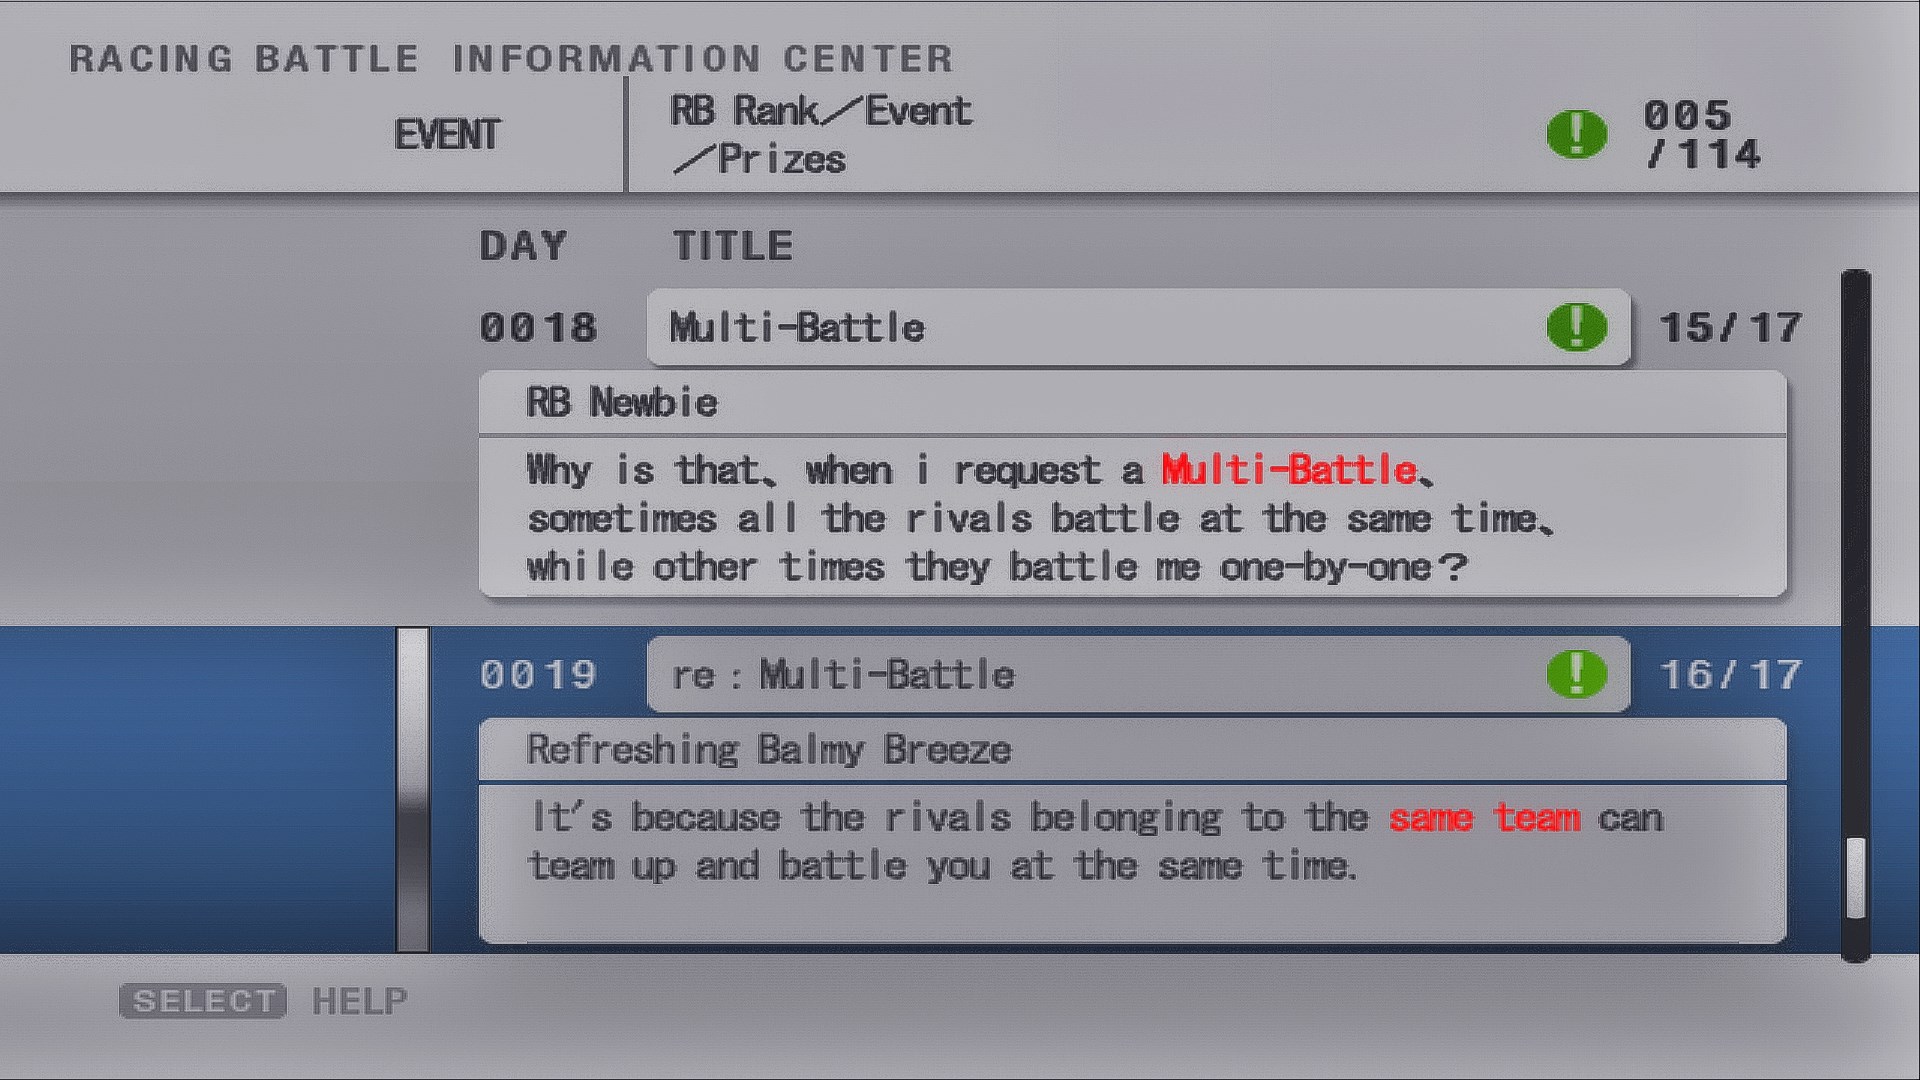 RACING BATTLE INFORMATION CENTER
EVENT
RB Rank／Event
／Prizes
! 005
/114
DAY TITLE
0018 Multi-Battle ! 15/17
RB Newbie
Why is that、when i request a Multi-Battle、
sometimes all the rivals battle at the same time、
while other times they battle me one-by-one？
0019 re：Multi-Battle ! 16/17
Refreshing Balmy Breeze
It's because the rivals belonging to the same team can
team up and battle you at the same time.
SELECT HELP